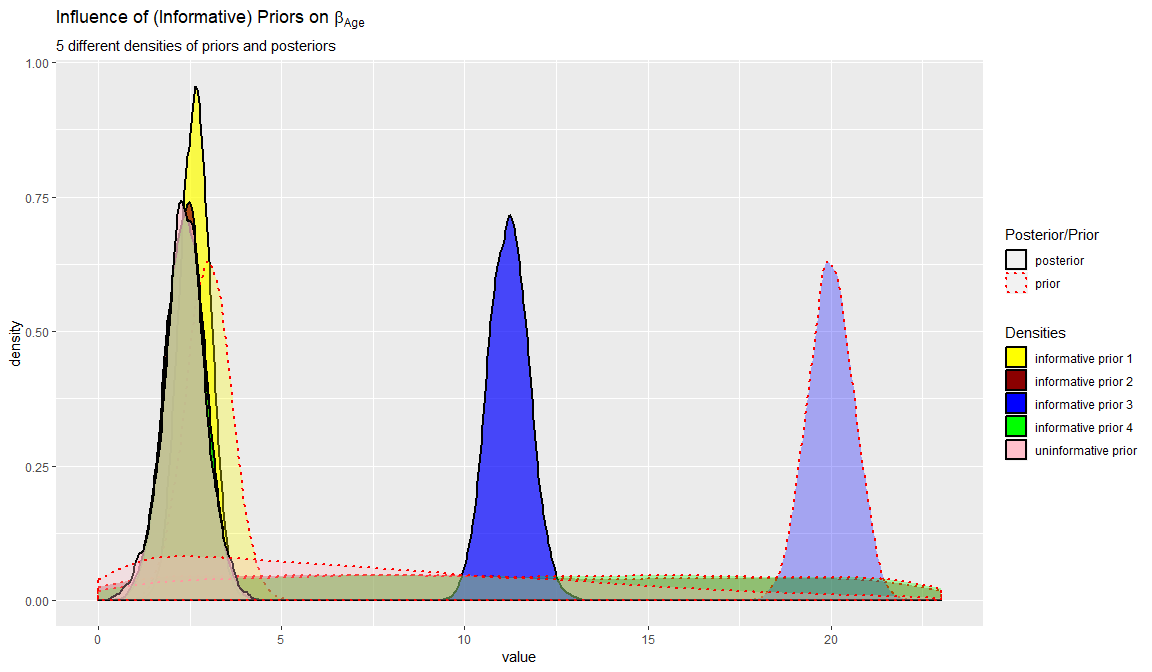 Influence of (Informative) Priors on βAge
5 different densities of priors and posteriors
1.00
0.75
0.50
0.25
0.00
density
0
5
10
15
20
value
Posterior/Prior
posterior
prior
Densities
informative prior 1
informative prior 2
informative prior 3
informative prior 4
uninformative prior